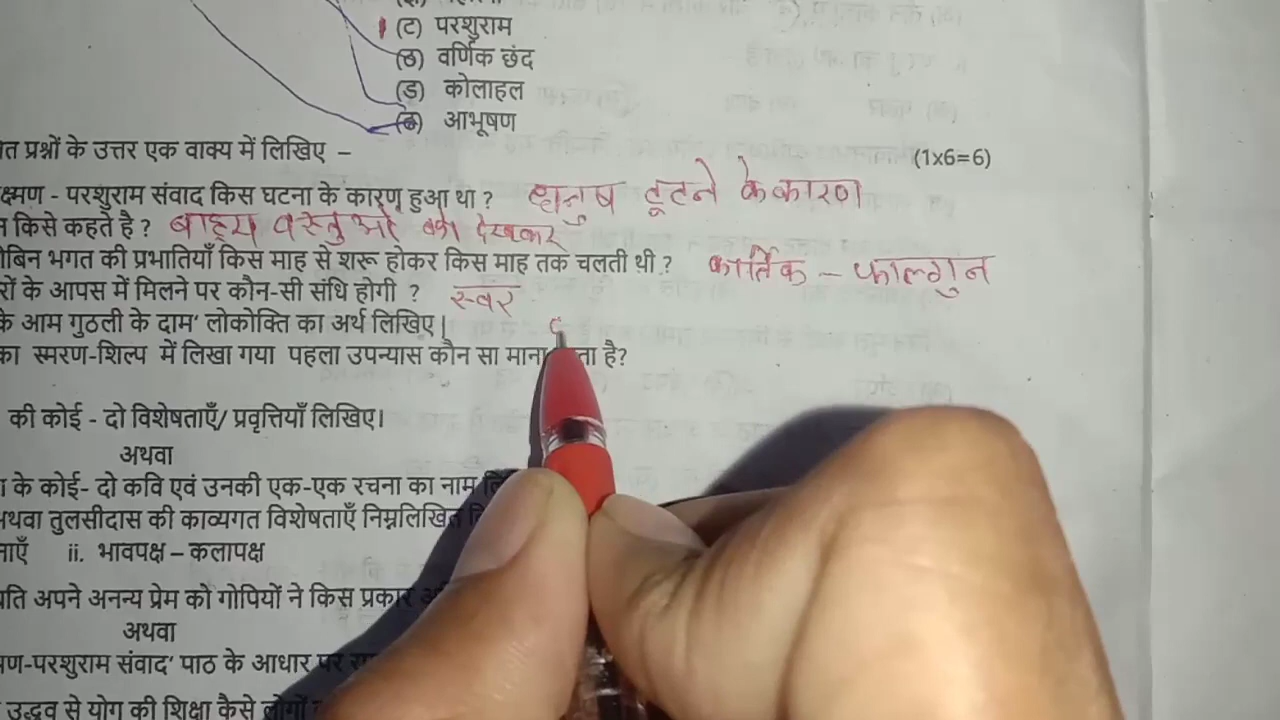 (ट) परशुराम
(ठ) वर्णिक छंद
(ड) कोलाहल
(ढ) आभूषण
त प्रश्नों के उत्तर एक वाक्य में लिखिए – (1x6=6)
क्ष्मण - परशुराम संवाद किस घटना के कारण हुआ था ? धनुष टूटने के कारण
न किसे कहते है ? बाह्य वस्तुओ को देखकर
गोबिन भगत की प्रभातियाँ किस माह से शरू होकर किस माह तक चलती थी ? कार्तिक – फाल्गुन
रों के आपस में मिलने पर कौन-सी संधि होगी ? स्वर
के आम गुठली के दाम' लोकोक्ति का अर्थ लिखिए |
का स्मरण-शिल्प में लिखा गया पहला उपन्यास कौन सा माना ता है?
की कोई - दो विशेषताएँ/ प्रवृत्तियाँ लिखिए।
अथवा
ा के कोई- दो कवि एवं उनकी एक-एक रचना का नाम
अथवा तुलसीदास की काव्यगत विशेषताएँ निम्नलिखित
नाएँ ii. भावपक्ष – कलापक्ष
प्रति अपने अनन्य प्रेम को गोपियों ने किस प्रकार
अथवा
मण-परशुराम संवाद' पाठ के आधार पर
उद्धव से योग की शिक्षा कैसे लोगों